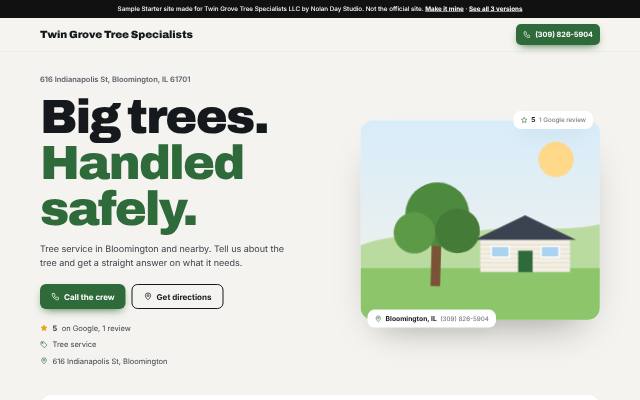 Sample Starter site made for Twin Grove Tree Specialists LLC by Nolan Day Studio. Not the official site. Make it mine · See all 3 versions
Twin Grove Tree Specialists
(309) 826-5904
616 Indianapolis St, Bloomington, IL 61701
Big trees.
Handled
safely.
Tree service in Bloomington and nearby. Tell us about the
tree and get a straight answer on what it needs.
Call the crew
Get directions
5 on Google, 1 review
Tree service
616 Indianapolis St, Bloomington
5 1 Google review
Bloomington, IL (309) 826-5904